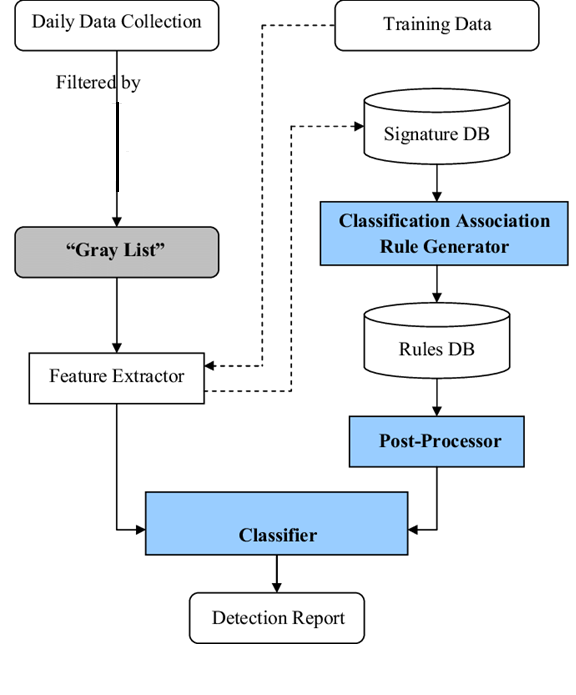 Daily Data Collection
Training Data
Filtered by
Signature DB
Classification Association
Rule Generator
“Gray List”
Rules DB
Feature Extractor
Post-Processor
Classifier
Detection Report